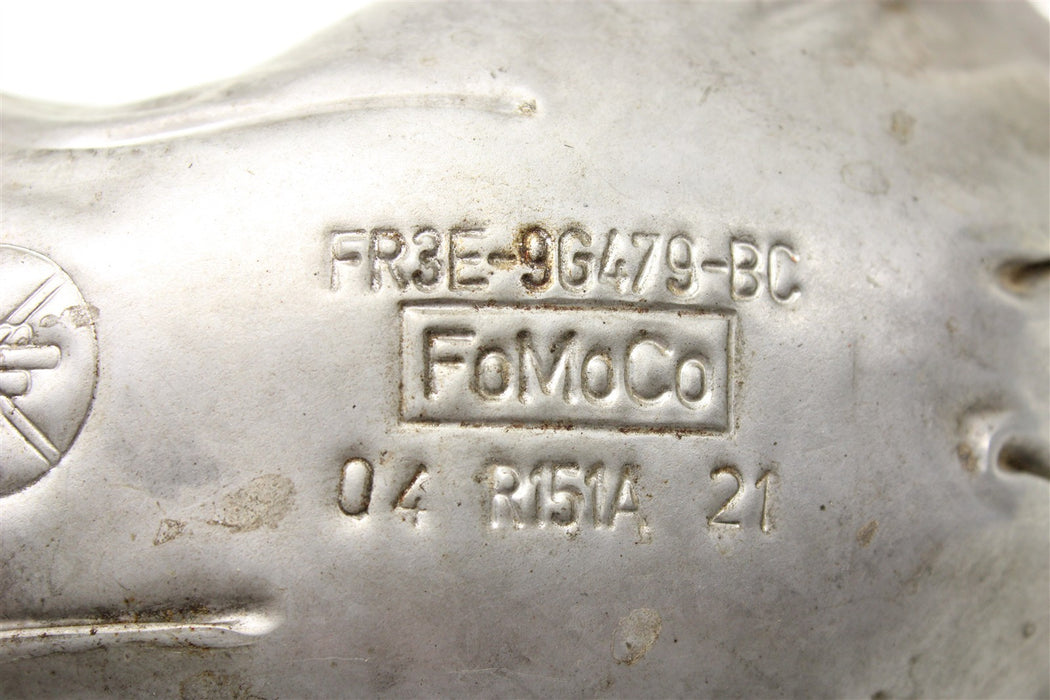 FR3E-9G479-BC
FoMoCo
04 R151A 21